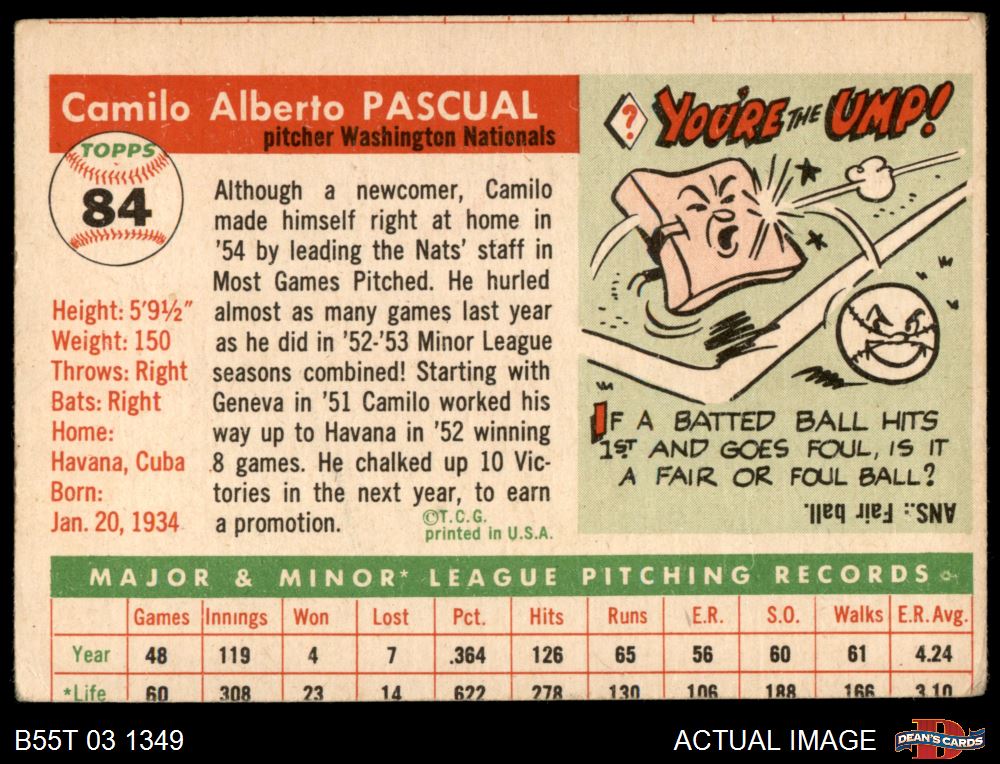 Camilo Alberto PASCUAL
pitcher Washington Nationals
TOPPS
84
Height: 5'9½"
Weight: 150
Throws: Right
Bats: Right
Home:
Havana, Cuba
Born:
Jan. 20, 1934
Although a newcomer, Camilo
made himself right at home in
'54 by leading the Nats' staff in
Most Games Pitched. He hurled
almost as many games last year
as he did in '52-'53 Minor League
seasons combined! Starting with
Geneva in '51 Camilo worked his
way up to Havana in '52 winning
8 games. He chalked up 10 Vic-
tories in the next year, to earn
a promotion.
©T.C.G.
printed in U.S.A.
? YOU'RE THE UMP!
IF A BATTED BALL HITS
1ST AND GOES FOUL, IS IT
A FAIR OR FOUL BALL?
ANS.: Fair ball.
MAJOR & MINOR* LEAGUE PITCHING RECORDS
Games Innings Won Lost Pct. Hits Runs E.R. S.O. Walks E.R. Avg.
Year 48 119 4 7 .364 126 65 56 60 61 4.24
*Life 60 308 23 14 622 278 130 106 188 166 3.10
B55T 03 1349
ACTUAL IMAGE
DEAN'S CARDS